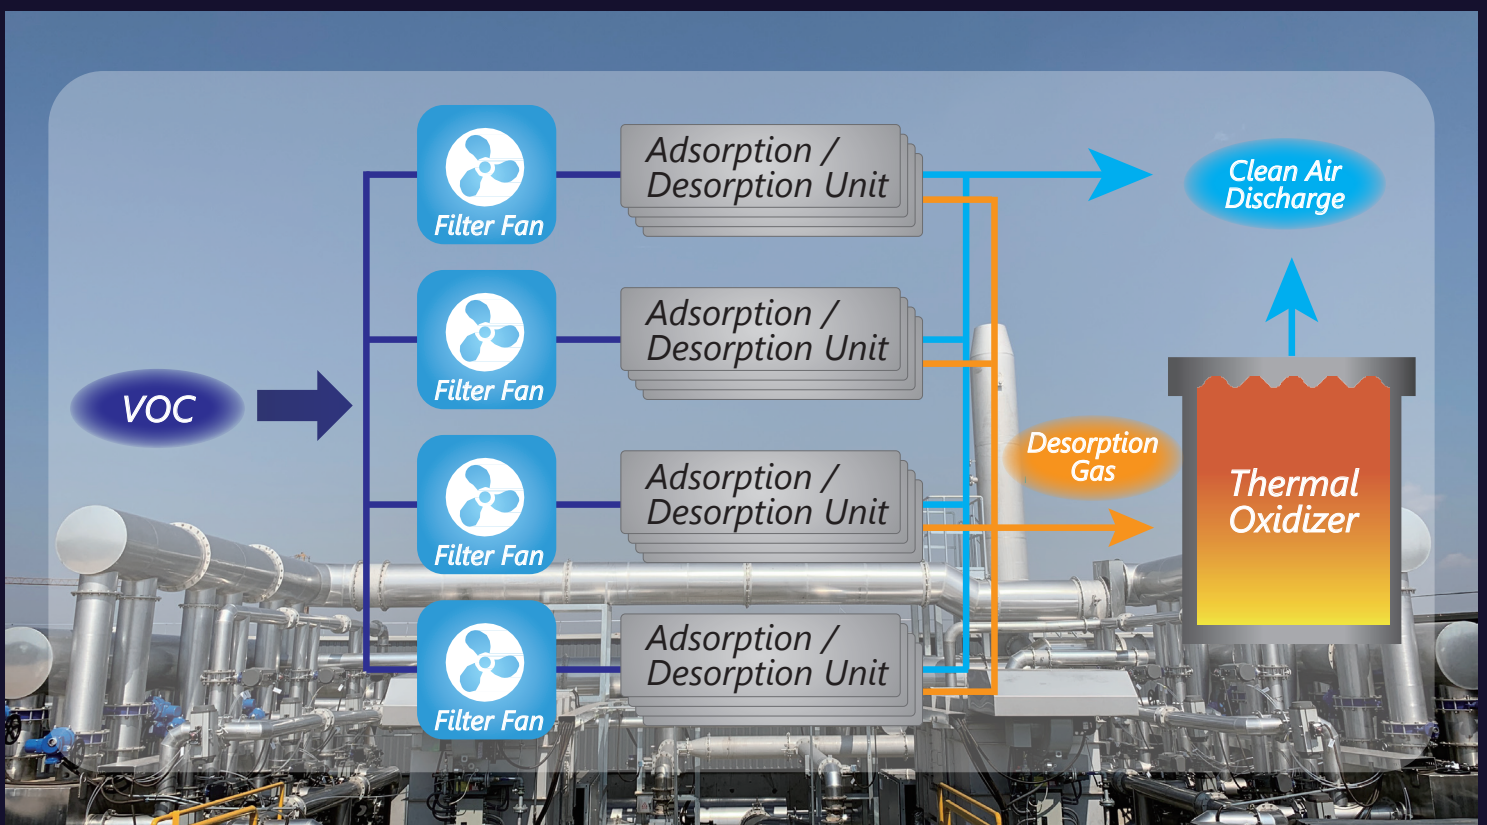 Filter Fan
Adsorption /
Desorption Unit
Clean Air
Discharge
Filter Fan
Adsorption /
Desorption Unit
VOC
Filter Fan
Adsorption /
Desorption Unit
Desorption
Gas
Thermal
Oxidizer
Filter Fan
Adsorption /
Desorption Unit